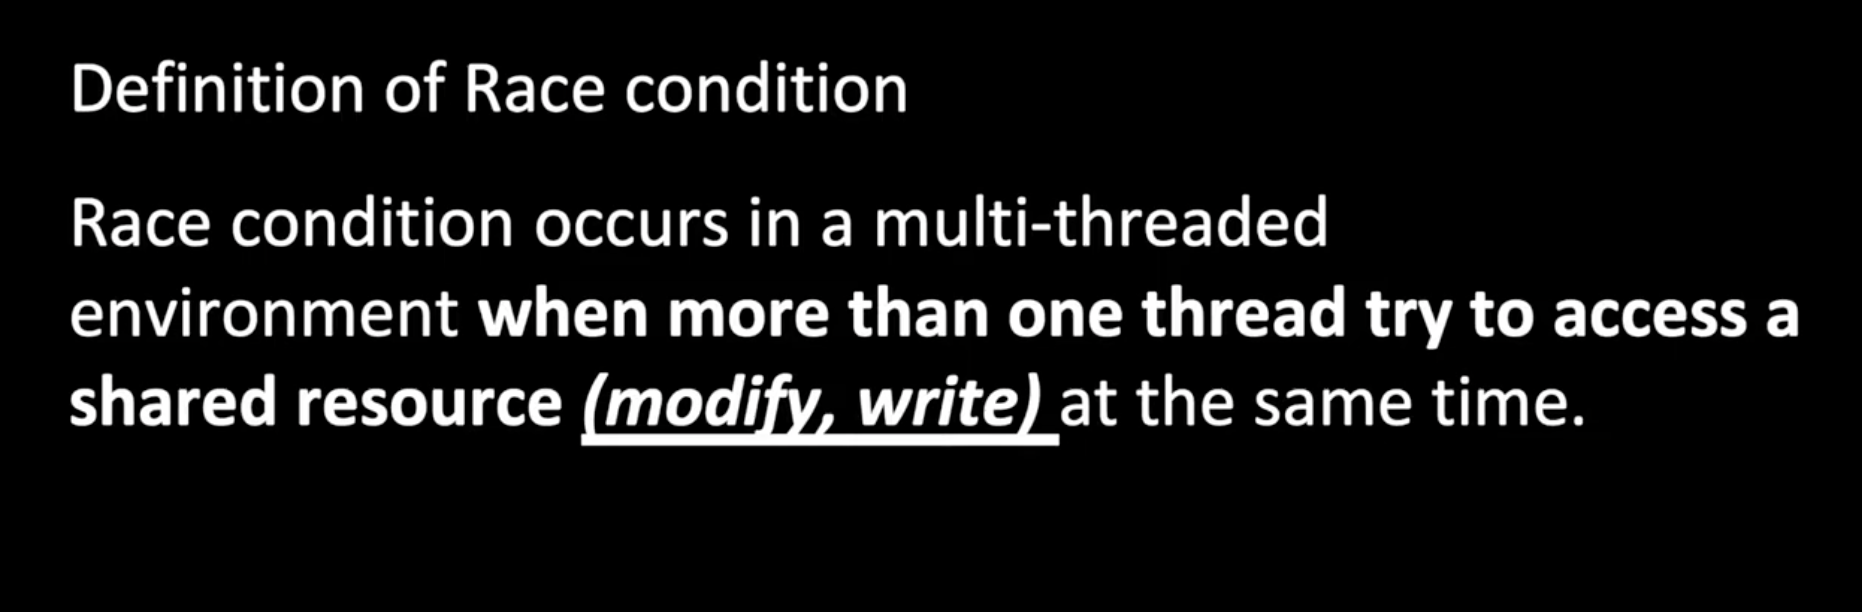 Definition of Race condition
Race condition occurs in a multi-threaded
environment when more than one thread try to access a
shared resource (modify, write) at the same time.